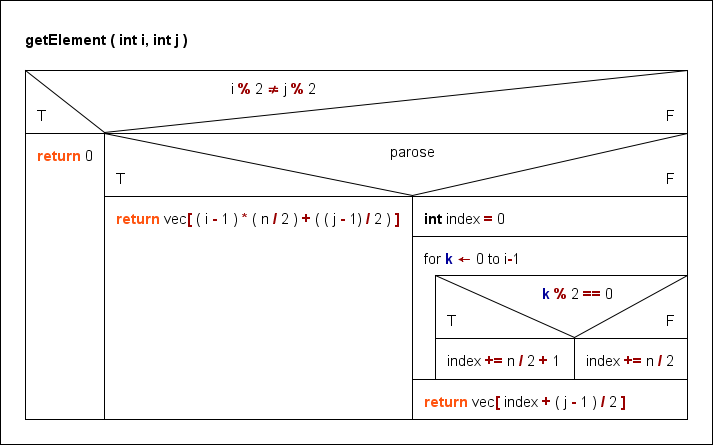 getElement ( int i, int j )
i % 2 ≠ j % 2
T
F
return 0
parose
T
F
return vec[ ( i - 1 ) * ( n / 2 ) + ( ( j - 1) / 2 ) ]
int index = 0
for k ← 0 to i-1
k % 2 == 0
T
F
index += n / 2 + 1
index += n / 2
return vec[ index + ( j - 1 ) / 2 ]